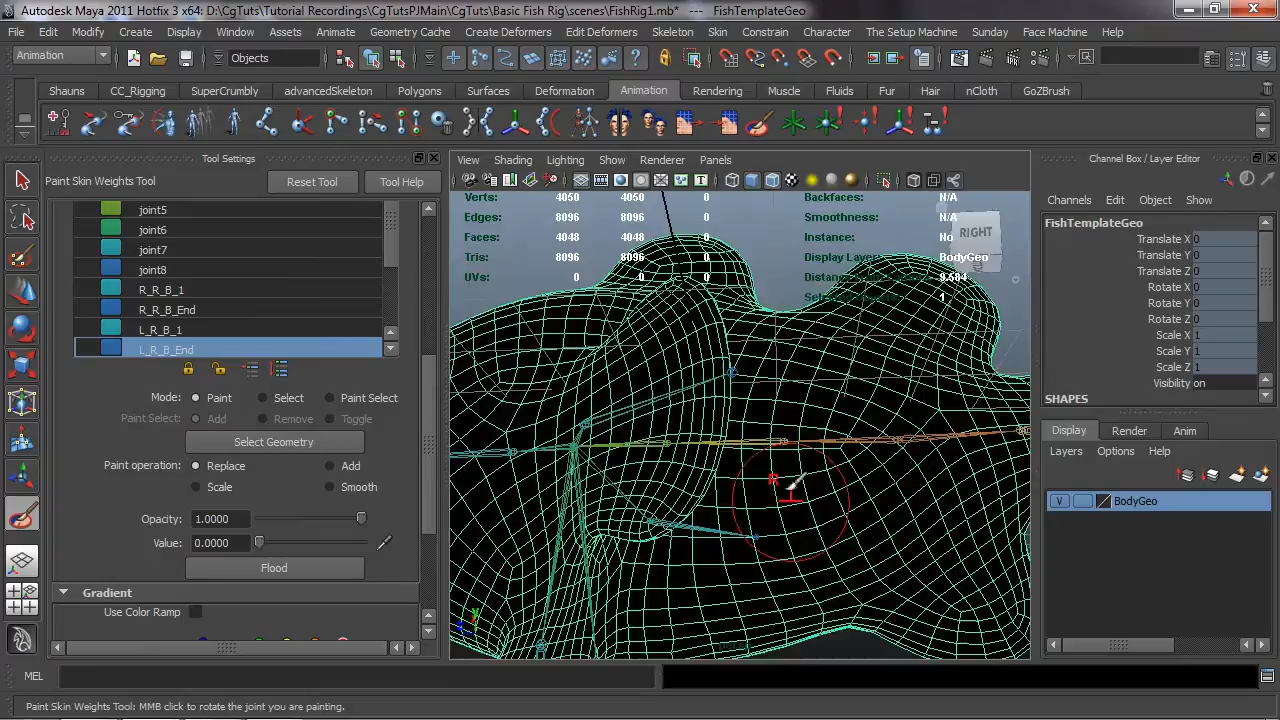 Autodesk Maya 2011 Hotfix 3 x64: D:\CgTuts\Tutorial Recordings\CgTutsPJMain\CgTuts\Basic Fish Rig\scenes\FishRig1.mb* --- FishTemplateGeo
File Edit Modify Create Display Window Assets Animate Geometry Cache Create Deformers Edit Deformers Skeleton Skin Constrain Character The Setup Machine Sunday Face Machine Help
Animation Objects
Shauns CC_Rigging SuperCrumbly advancedSkeleton Polygons Surfaces Deformation Animation Rendering Muscle Fluids Fur Hair nCloth GoZBrush
Tool Settings
Paint Skin Weights Tool Reset Tool Tool Help
joint5
joint6
joint7
joint8
R_R_B_1
R_R_B_End
L_R_B_1
L_R_B_End
Mode: Paint Select Paint Select
Paint Select: Add Remove Toggle
Select Geometry
Paint operation: Replace Add
Scale Smooth
Opacity: 1.0000
Value: 0.0000
Flood
Gradient
Use Color Ramp
View Shading Lighting Show Renderer Panels
Verts: 4050 4050 0 Backfaces: N/A
Edges: 8096 8096 0 Smoothness: N/A
Faces: 4048 4048 0 Instance: No
Tris: 8096 8096 0 Display Layer: BodyGeo
UVs: 0 0 0 9.584
1
RIGHT
R
y
Channel Box / Layer Editor
Channels Edit Object Show
FishTemplateGeo
Translate X 0
Translate Y 0
Translate Z 0
Rotate X 0
Rotate Y 0
Rotate Z 0
Scale X 1
Scale Y 1
Scale Z 1
Visibility on
SHAPES
Display Render Anim
Layers Options Help
V BodyGeo
MEL
Paint Skin Weights Tool: MMB click to rotate the joint you are painting.